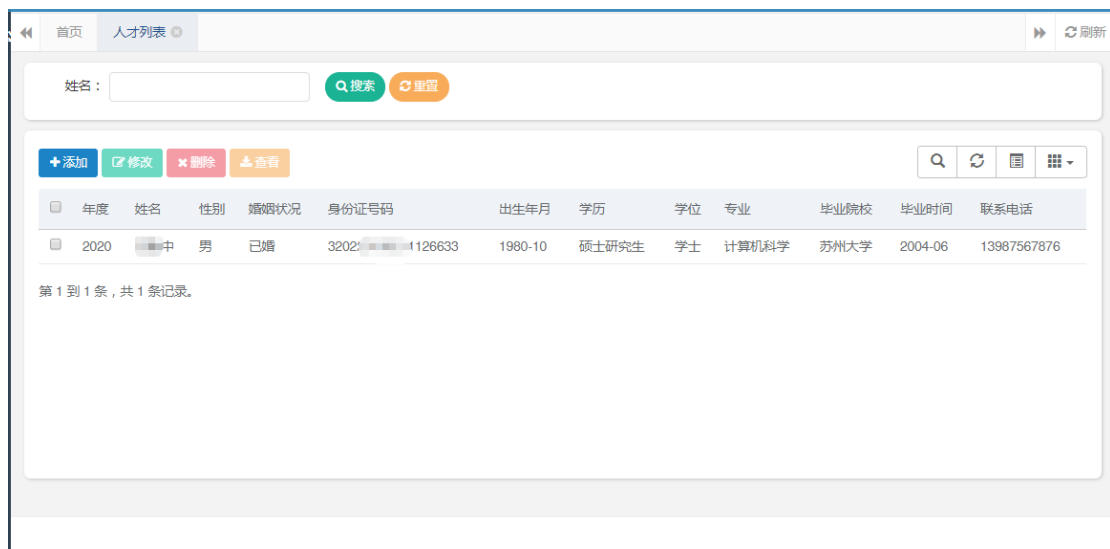 首页 人才列表 刷新
姓名： 搜索 重置
添加 修改 删除 查看
年度 姓名 性别 婚姻状况 身份证号码 出生年月 学历 学位 专业 毕业院校 毕业时间 联系电话
2020 中 男 已婚 3202 1126633 1980-10 硕士研究生 学士 计算机科学 苏州大学 2004-06 13987567876
第 1 到 1 条，共 1 条记录。